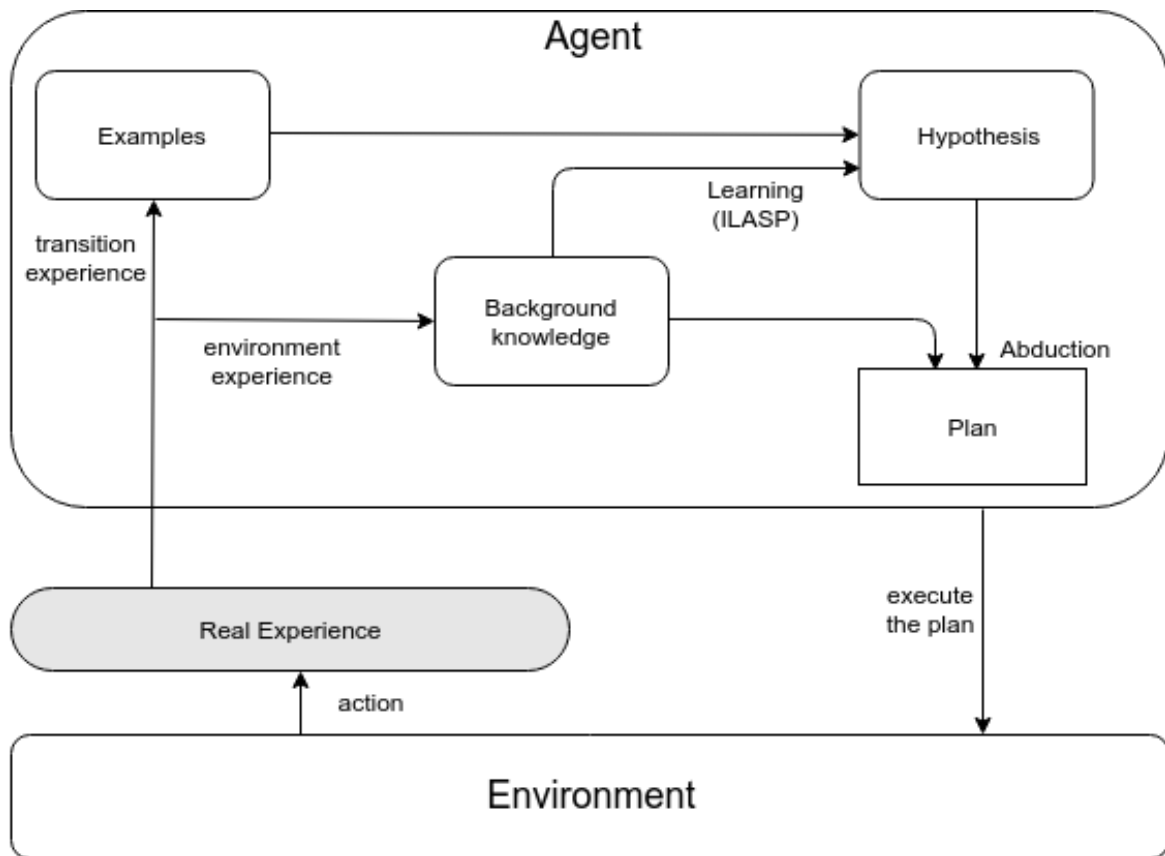 Agent
Examples
Hypothesis
Learning
(ILASP)
transition
experience
Background
knowledge
environment
experience
Abduction
Plan
execute
the plan
Real Experience
action
Environment